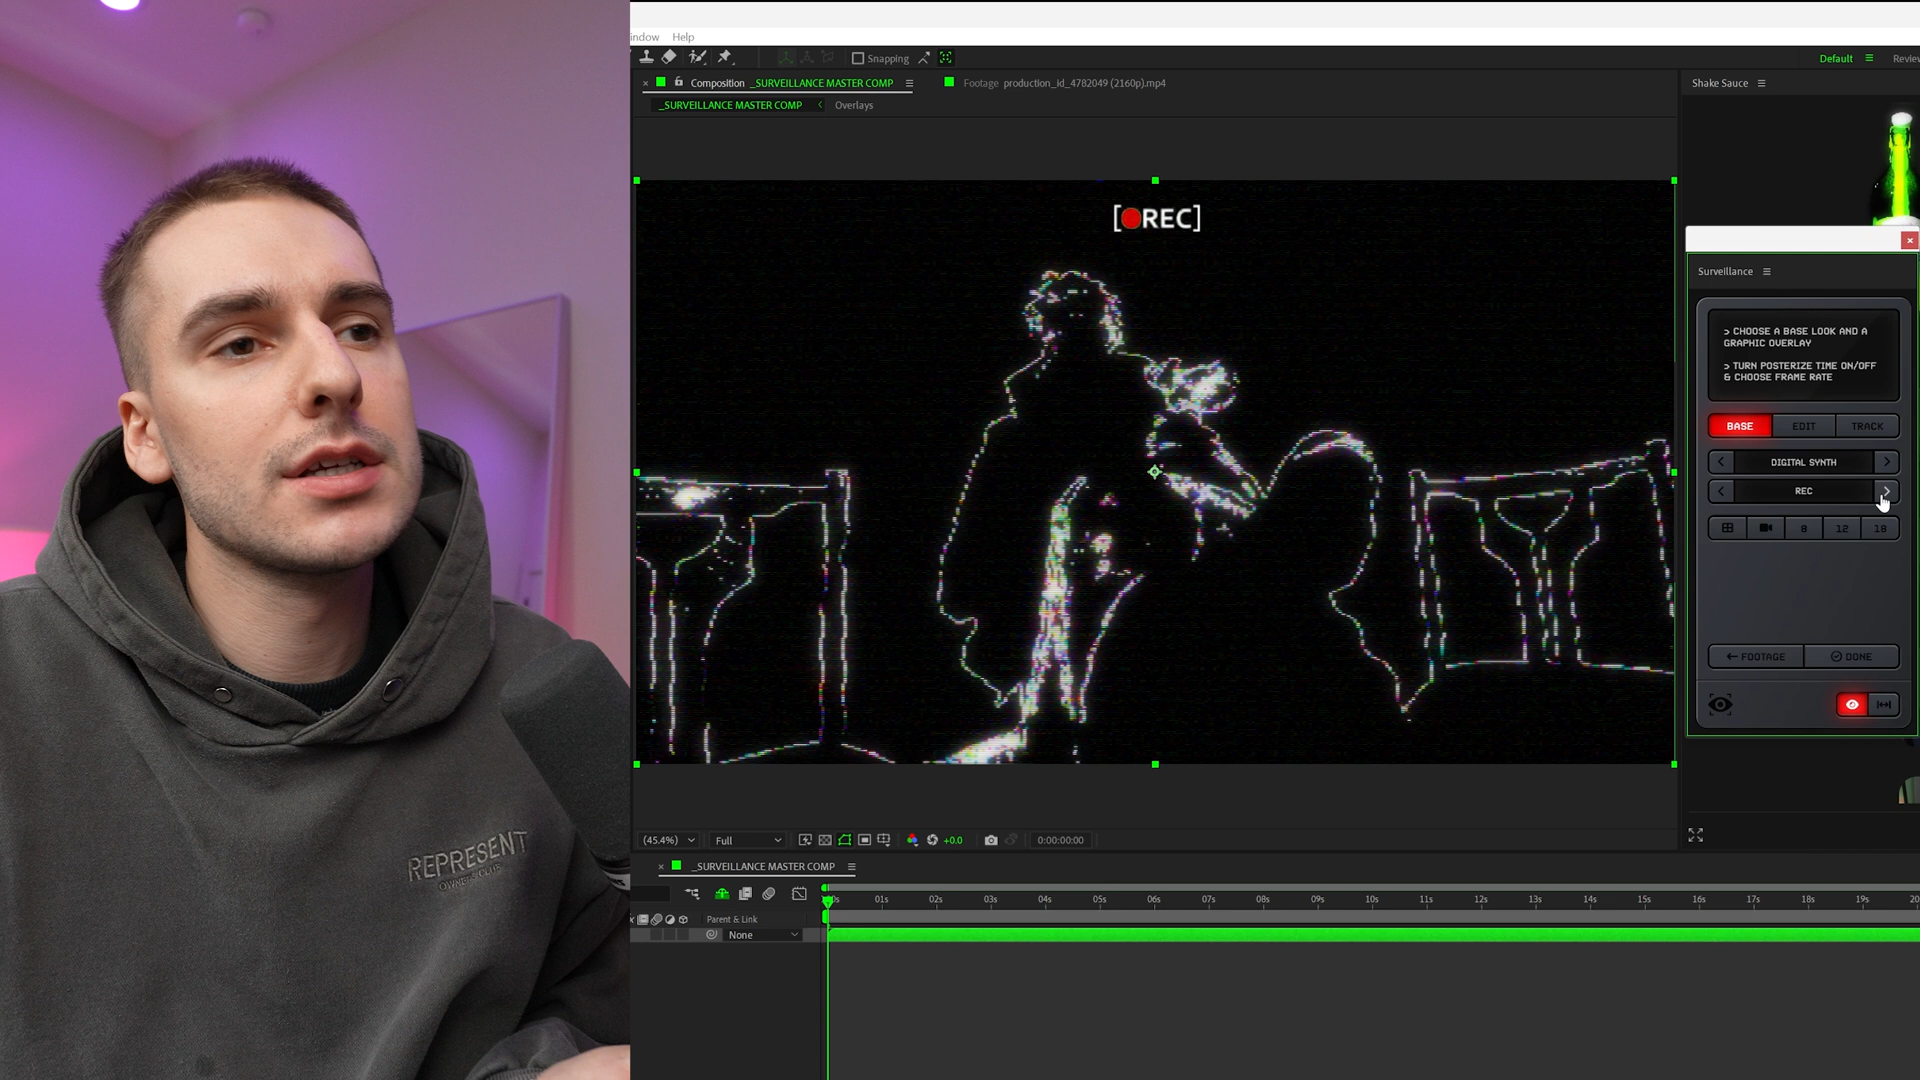 indow Help
Snapping
Default
Review
Composition _SURVEILLANCE MASTER COMP
Footage production_id_4782049 (2160p).mp4
Shake Sauce
_SURVEILLANCE MASTER COMP
Overlays
[REC]
Surveillance
> CHOOSE A BASE LOOK AND A
GRAPHIC OVERLAY
> TURN POSTERIZE TIME ON/OFF
& CHOOSE FRAME RATE
BASE
EDIT
TRACK
DIGITAL SYNTH
REC
8
12
18
FOOTAGE
DONE
REPRESENT
(45.4%)
Full
+0.0
0:00:00:00
_SURVEILLANCE MASTER COMP
01s 02s 03s 04s 05s 06s 07s 08s 09s 10s 11s 12s 13s 14s 15s 16s 17s 18s 19s 20
Parent & Link
None